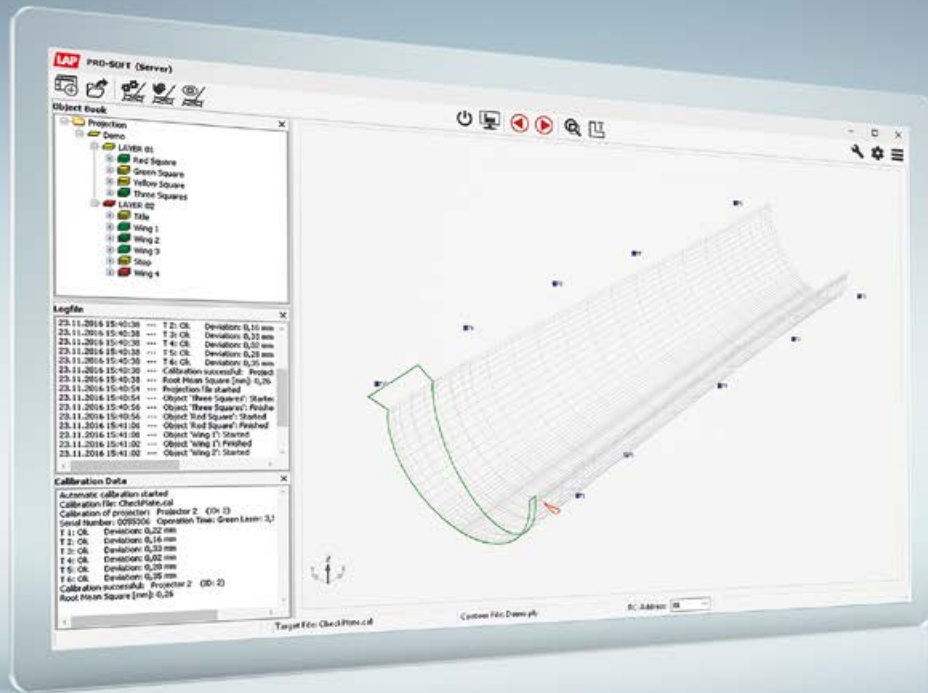 LAP PRO-SOFT (Server)
Object Book
Projection
Demo
LAYER 01
Red Square
Green Square
Yellow Square
Three Squares
LAYER 02
Title
Wing 1
Wing 2
Wing 3
Stop
Wing 4
Logfile
23.11.2016 15:40:38 --- T 2: Ok Deviation: 0,16 mm
23.11.2016 15:40:38 --- T 3: Ok Deviation: 0,33 mm
23.11.2016 15:40:38 --- T 4: Ok Deviation: 0,02 mm
23.11.2016 15:40:38 --- T 5: Ok Deviation: 0,28 mm
23.11.2016 15:40:38 --- T 6: Ok Deviation: 0,35 mm
23.11.2016 15:40:38 --- Calibration successful: Project
23.11.2016 15:40:38 --- Root Mean Square [mm]: 0,26
23.11.2016 15:40:54 --- Projection file started
23.11.2016 15:40:54 --- Object 'Three Squares': Started
23.11.2016 15:40:56 --- Object 'Three Squares': Finishe
23.11.2016 15:40:56 --- Object 'Red Square': Started
23.11.2016 15:41:01 --- Object 'Red Square': Finished
23.11.2016 15:41:01 --- Object 'Wing 1': Started
23.11.2016 15:41:02 --- Object 'Wing 1': Finished
23.11.2016 15:41:02 --- Object 'Wing 2': Started
Calibration Data
Automatic calibration started
Calibration file: CheckPlate.cal
Calibration of projector: Projector 2 (ID: 2)
Serial Number: 0055306 Operation Time: Green Laser: 3,
T 1: Ok Deviation: 0,22 mm
T 2: Ok Deviation: 0,16 mm
T 3: Ok Deviation: 0,33 mm
T 4: Ok Deviation: 0,02 mm
T 5: Ok Deviation: 0,28 mm
T 6: Ok Deviation: 0,35 mm
Calibration successful: Projector 2 (ID: 2)
Root Mean Square [mm]: 0,26
Target File: CheckPlate.cal
Contour File: Demo.ply
RC-Address: